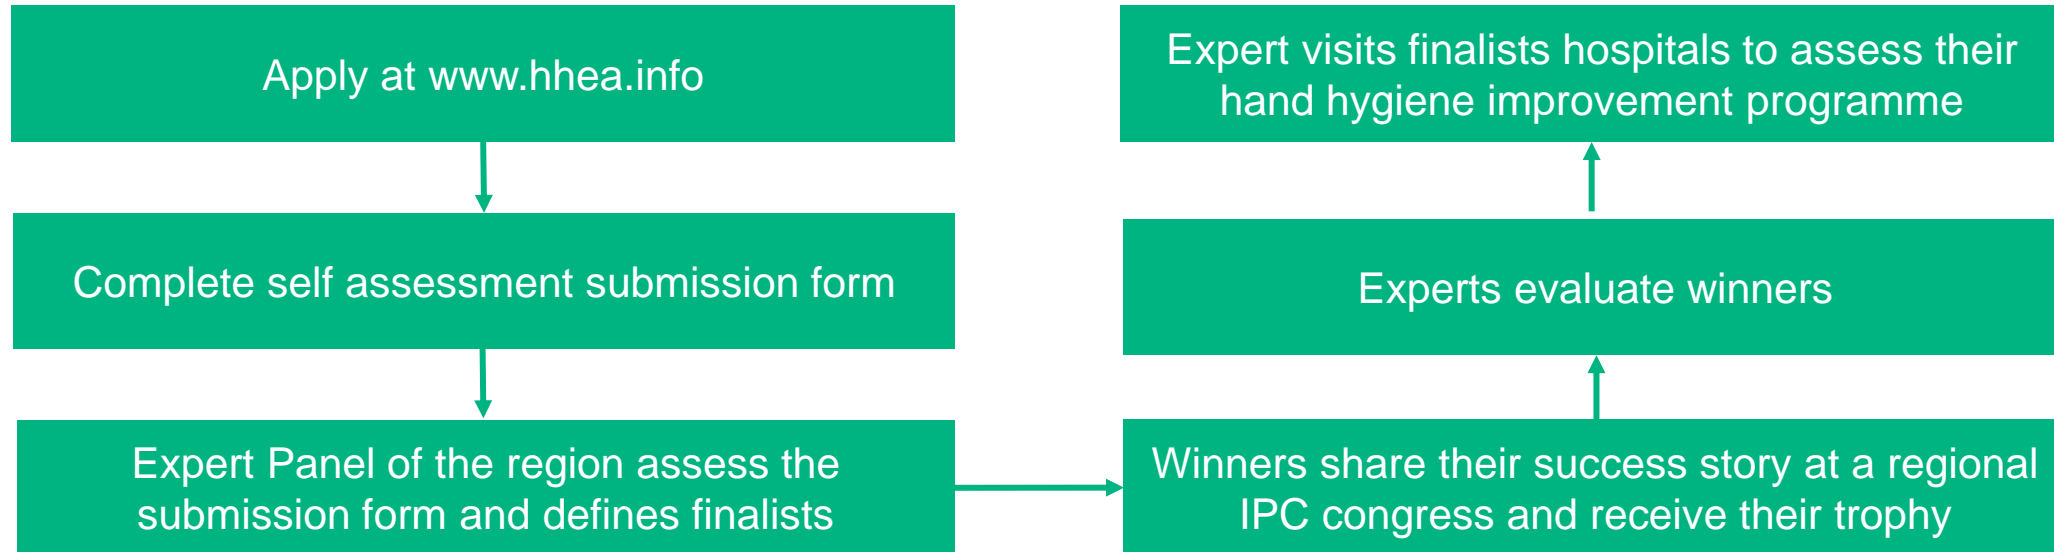 Apply at www.hhea.info
Complete self assessment submission form
Expert Panel of the region assess the
submission form and defines finalists
Winners share their success story at a regional
IPC congress and receive their trophy
Experts evaluate winners
Expert visits finalists hospitals to assess their
hand hygiene improvement programme